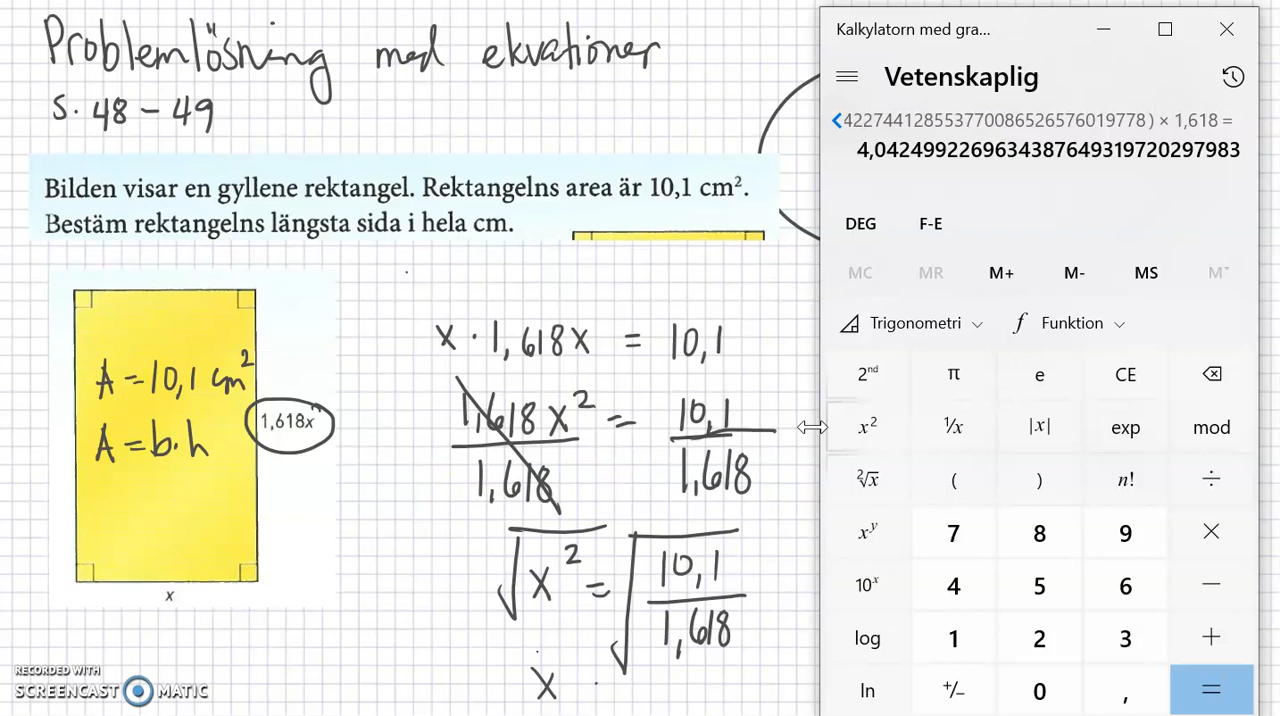 Problemlösning med ekvationer
s. 48 - 49
Bilden visar en gyllene rektangel. Rektangelns area är 10,1 cm².
Bestäm rektangelns längsta sida i hela cm.
A = 10,1 cm²
A = b·h
1,618x
x
x · 1,618x = 10,1
1,618x² = 10,1
1,618 1,618
√x² = √10,1
1,618
x
RECORDED WITH
SCREENCAST MATIC
Kalkylatorn med gra...
Vetenskaplig
42274412855377008652657601977８) × 1,618 =
4,0424992269634387649319720297983
DEG F-E
MC MR M+ M- MS M˅
Trigonometri f Funktion
2ⁿᵈ π e CE
x² ¹/x |x| exp mod
²√x ( ) n! ÷
xʸ 7 8 9 ×
10ˣ 4 5 6 −
log 1 2 3 +
ln +/− 0 , =